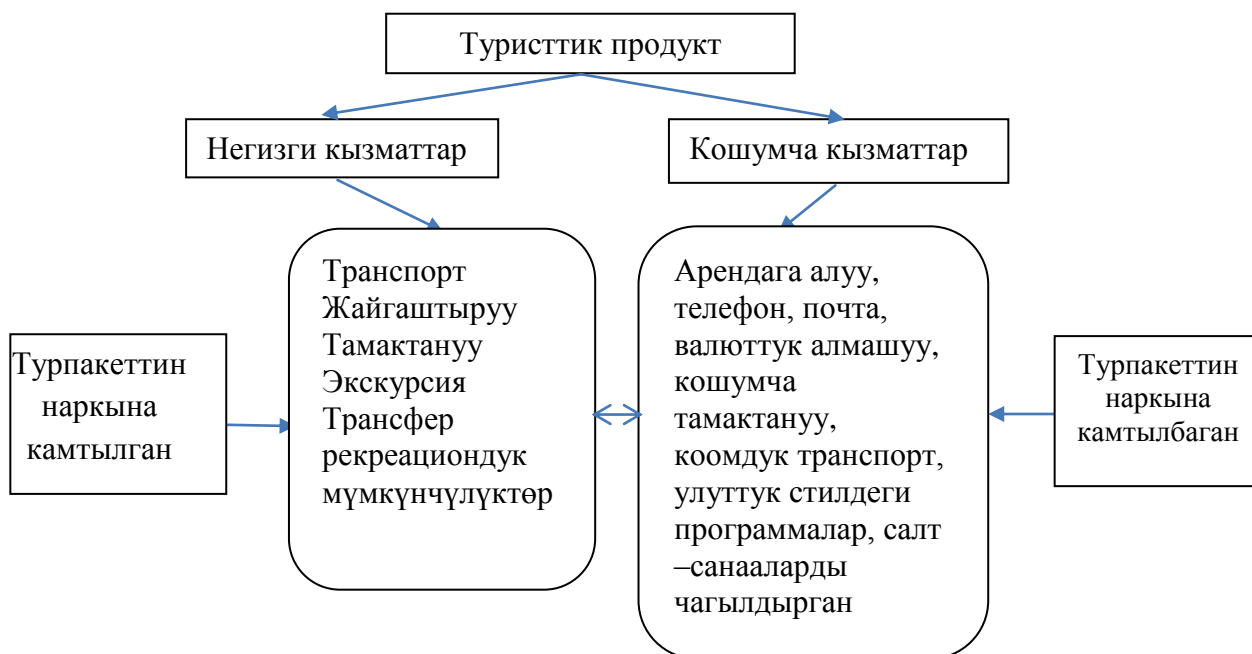 Туристтик продукт
Негизги кызматтар
Кошумча кызматтар
Турпакеттин
наркына
камтылган
Транспорт
Жайгаштыруу
Тамактануу
Экскурсия
Трансфер
рекреациондук
мүмкүнчүлүктөр
Арендага алуу,
телефон, почта,
валюттук алмашуу,
кошумча
тамактануу,
коомдук транспорт,
улуттук стилдеги
программалар, салт
–санааларды
чагылдырган
Турпакеттин
наркына
камтылбаган